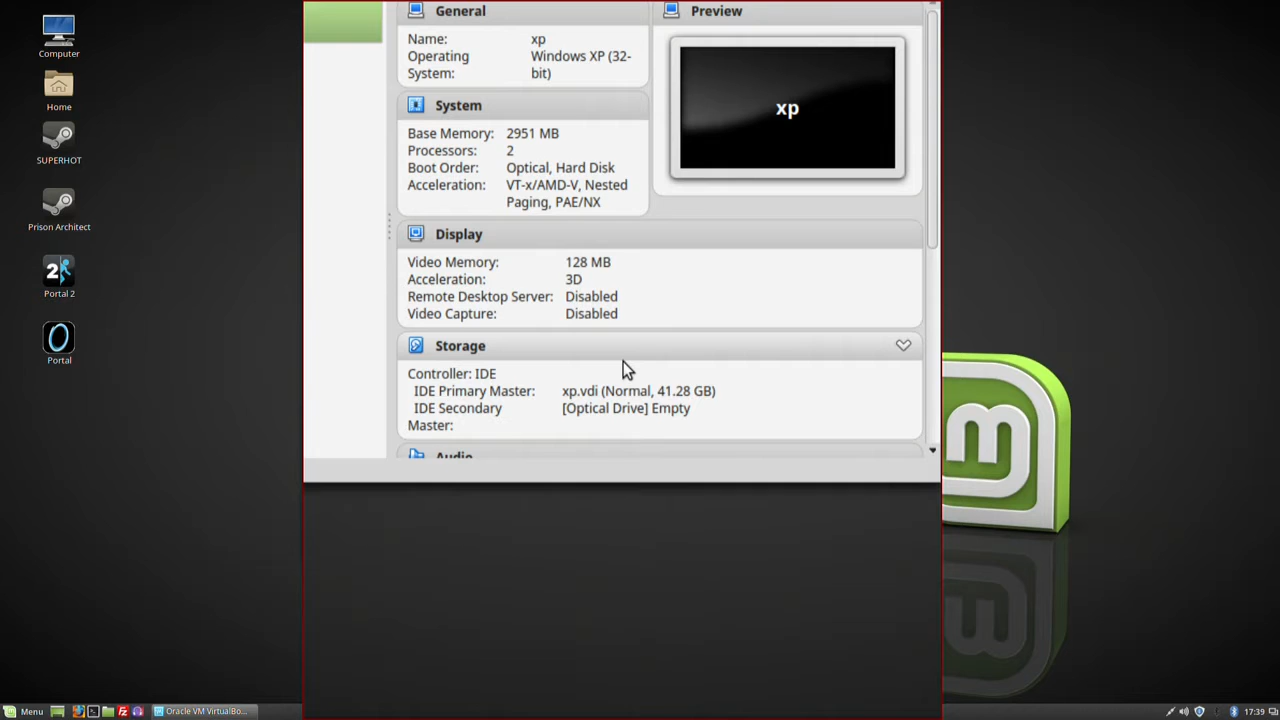 Computer
Home
SUPERHOT
Prison Architect
2
Portal 2
Portal
General
Name: xp
Operating System: Windows XP (32-bit)
System
Base Memory: 2951 MB
Processors: 2
Boot Order: Optical, Hard Disk
Acceleration: VT-x/AMD-V, Nested
Paging, PAE/NX
Preview
xp
Display
Video Memory: 128 MB
Acceleration: 3D
Remote Desktop Server: Disabled
Video Capture: Disabled
Storage
Controller: IDE
IDE Primary Master: xp.vdi (Normal, 41.28 GB)
IDE Secondary Master: [Optical Drive] Empty
Audio
Menu
Fz
Oracle VM VirtualBo...
17:39